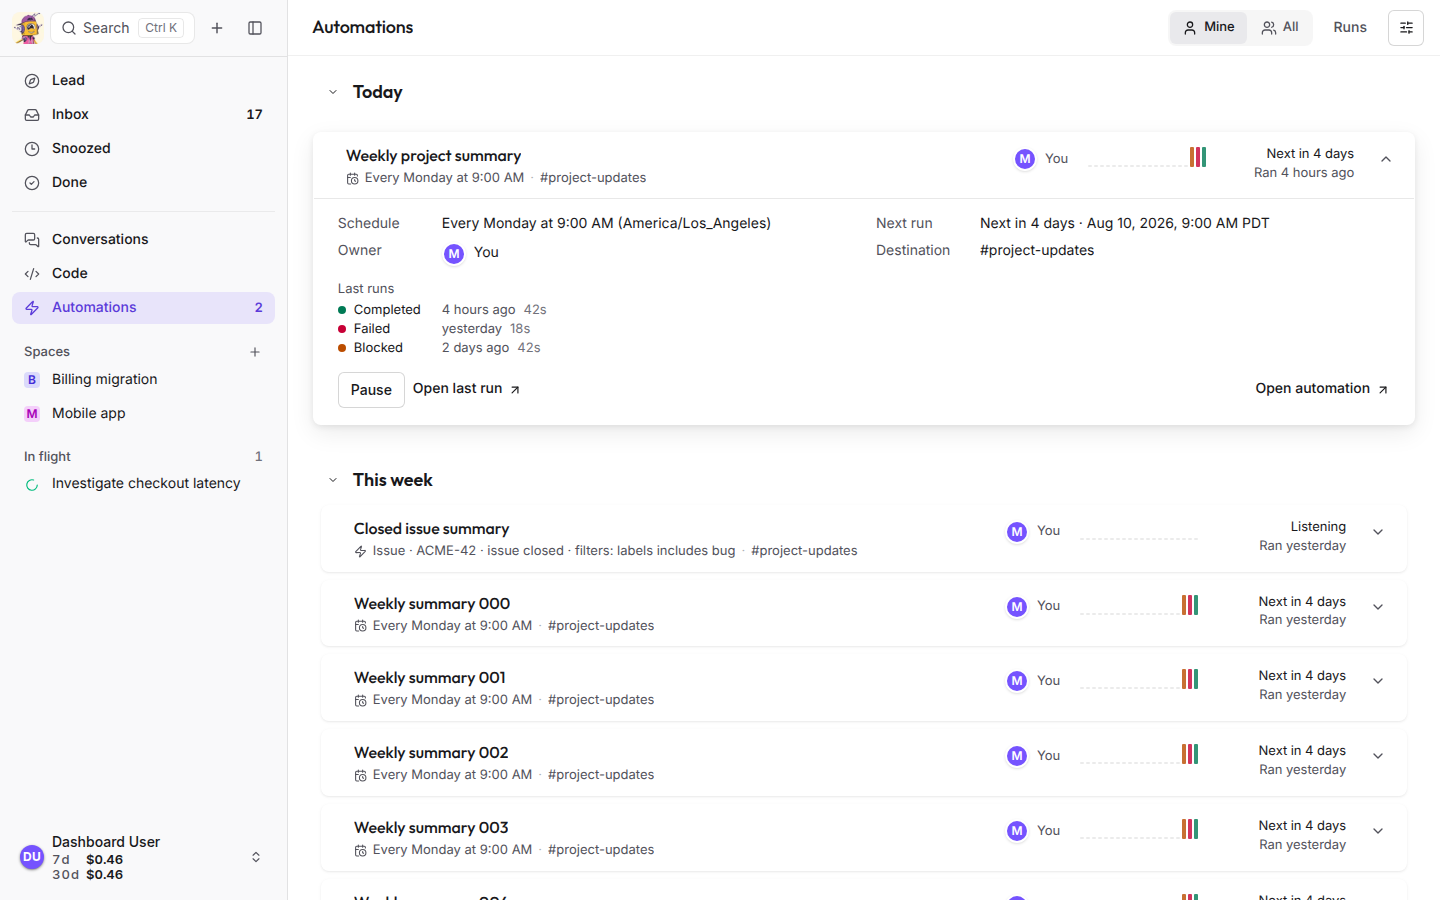 Search Ctrl K
Lead
Inbox 17
Snoozed
Done
Conversations
Code
Automations 2
Spaces
B Billing migration
M Mobile app
In flight 1
Investigate checkout latency
DU Dashboard User
7d $0.46
30d $0.46
Automations
Mine All Runs
Today
Weekly project summary
Every Monday at 9:00 AM · #project-updates
M You
Next in 4 days
Ran 4 hours ago
Schedule Every Monday at 9:00 AM (America/Los_Angeles)
Next run Next in 4 days · Aug 10, 2026, 9:00 AM PDT
Owner M You
Destination #project-updates
Last runs
Completed 4 hours ago 42s
Failed yesterday 18s
Blocked 2 days ago 42s
Pause Open last run Open automation
This week
Closed issue summary
Issue · ACME-42 · issue closed · filters: labels includes bug · #project-updates
M You
Listening
Ran yesterday
Weekly summary 000
Every Monday at 9:00 AM · #project-updates
M You
Next in 4 days
Ran yesterday
Weekly summary 001
Every Monday at 9:00 AM · #project-updates
M You
Next in 4 days
Ran yesterday
Weekly summary 002
Every Monday at 9:00 AM · #project-updates
M You
Next in 4 days
Ran yesterday
Weekly summary 003
Every Monday at 9:00 AM · #project-updates
M You
Next in 4 days
Ran yesterday